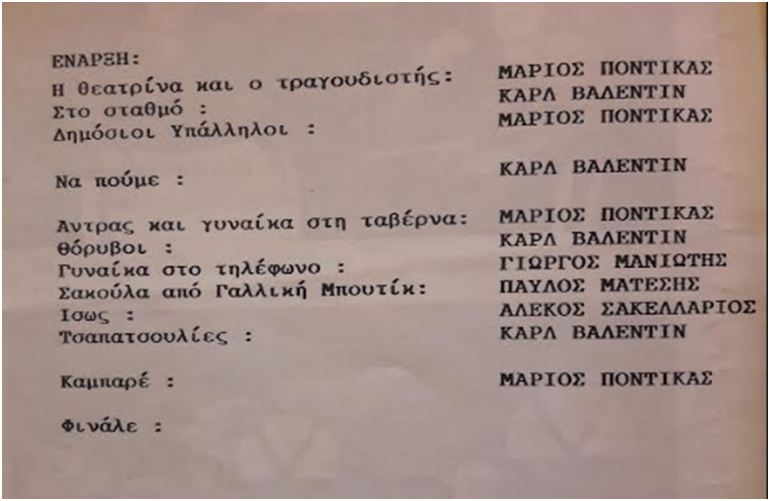 ΕΝΑΡΞΗ:
Η θεατρίνα και ο τραγουδιστής: ΜΑΡΙΟΣ ΠΟΝΤΙΚΑΣ
Στο σταθμό : ΚΑΡΛ ΒΑΛΕΝΤΙΝ
Δημόσιοι Υπάλληλοι : ΜΑΡΙΟΣ ΠΟΝΤΙΚΑΣ
Να πούμε : ΚΑΡΛ ΒΑΛΕΝΤΙΝ
Αντρας και γυναίκα στη ταβέρνα: ΜΑΡΙΟΣ ΠΟΝΤΙΚΑΣ
Θόρυβοι : ΚΑΡΛ ΒΑΛΕΝΤΙΝ
Γυναίκα στο τηλέφωνο : ΓΙΩΡΓΟΣ ΜΑΝΙΩΤΗΣ
Σακούλα από Γαλλική Μπουτίκ: ΠΑΥΛΟΣ ΜΑΤΕΣΗΣ
Ισως : ΑΛΕΚΟΣ ΣΑΚΕΛΛΑΡΙΟΣ
Τσαπατσουλίες : ΚΑΡΛ ΒΑΛΕΝΤΙΝ
Καμπαρέ : ΜΑΡΙΟΣ ΠΟΝΤΙΚΑΣ
Φινάλε :